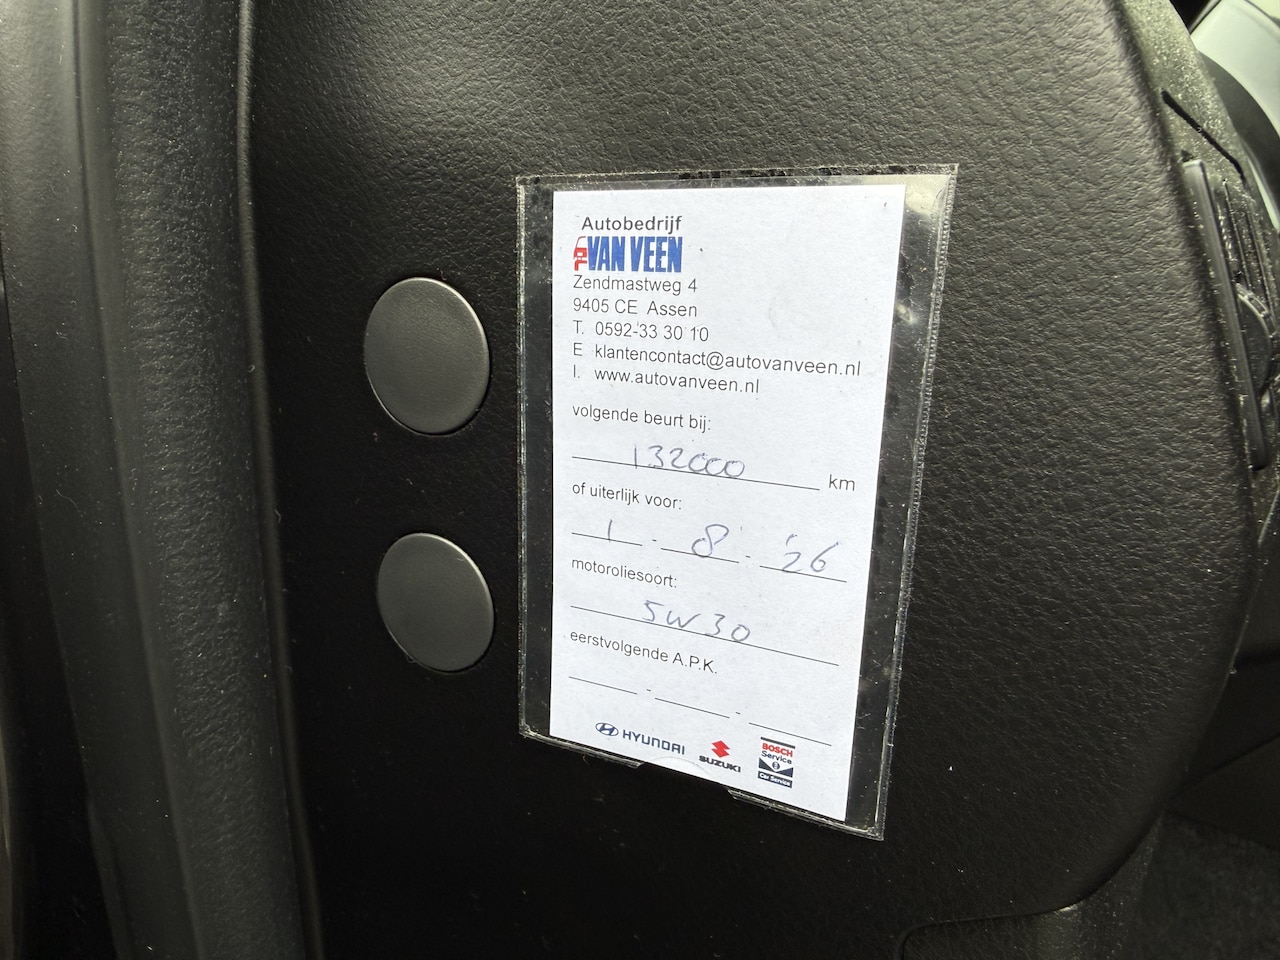 Autobedrijf
VAN VEEN
Zendmastweg 4
9405 CE Assen
T. 0592-33 30 10
E klantencontact@autovanveen.nl
I. www.autovanveen.nl
volgende beurt bij:
132000 km
of uiterlijk voor:
1 - 8 - '26
motoroliesoort:
5W30
eerstvolgende A.P.K.
- -
HYUNDAI SUZUKI BOSCH
Service
Car Service